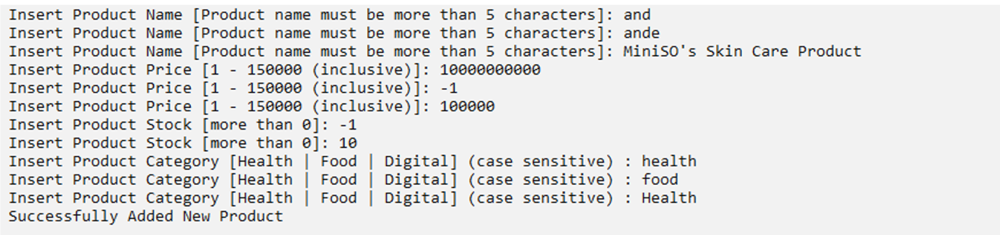 Insert Product Name [Product name must be more than 5 characters]: and
Insert Product Name [Product name must be more than 5 characters]: ande
Insert Product Name [Product name must be more than 5 characters]: MiniSO's Skin Care Product
Insert Product Price [1 - 150000 (inclusive)]: 10000000000
Insert Product Price [1 - 150000 (inclusive)]: -1
Insert Product Price [1 - 150000 (inclusive)]: 100000
Insert Product Stock [more than 0]: -1
Insert Product Stock [more than 0]: 10
Insert Product Category [Health | Food | Digital] (case sensitive) : health
Insert Product Category [Health | Food | Digital] (case sensitive) : food
Insert Product Category [Health | Food | Digital] (case sensitive) : Health
Successfully Added New Product